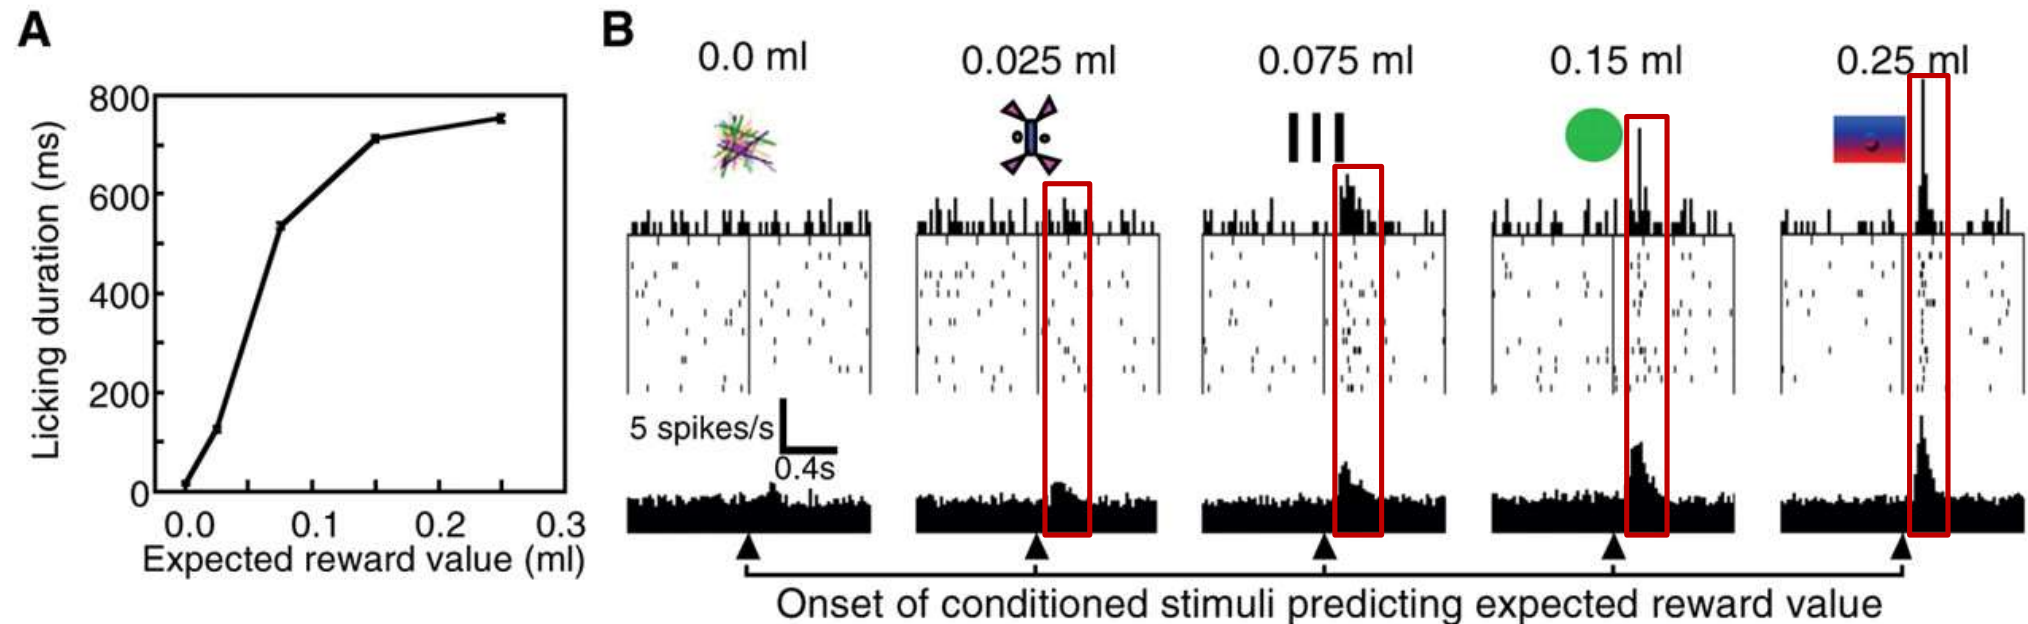 A
800
600
400
200
0
Licking duration (ms)
0.0 0.1 0.2 0.3
Expected reward value (ml)
B
0.0 ml 0.025 ml 0.075 ml 0.15 ml 0.25 ml
5 spikes/s
0.4s
Onset of conditioned stimuli predicting expected reward value